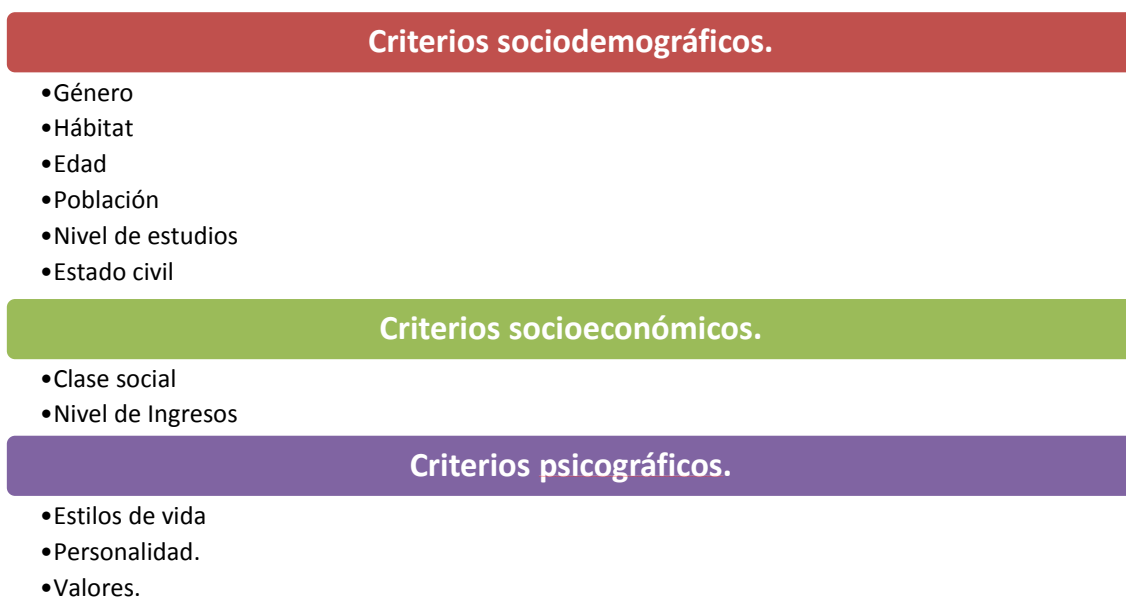 Criterios sociodemográficos.
•Género
•Hábitat
•Edad
•Población
•Nivel de estudios
•Estado civil
Criterios socioeconómicos.
•Clase social
•Nivel de Ingresos
Criterios psicográficos.
•Estilos de vida
•Personalidad.
•Valores.